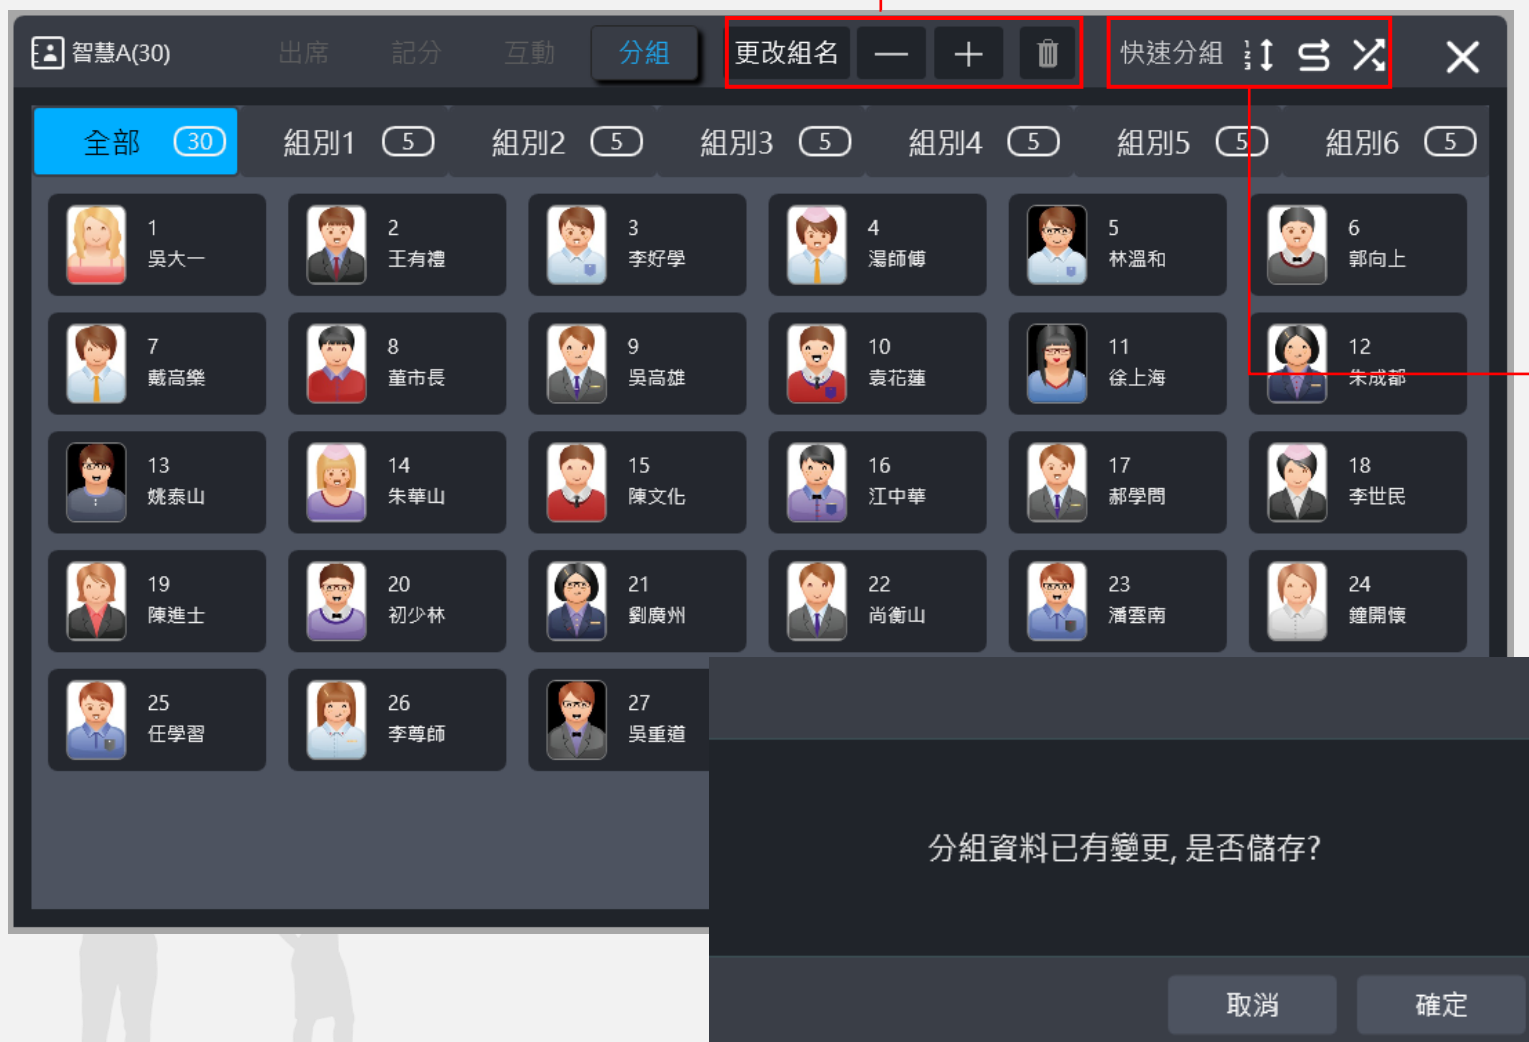 智慧A(30) 出席 記分 互動 分組 更改組名 快速分組
全部 30 組別1 5 組別2 5 組別3 5 組別4 5 組別5 5 組別6 5
1 2 3 4 5 6
吳大一 王有禮 李好學 湯師傅 林溫和 郭向上
7 8 9 10 11 12
戴高樂 董市長 吳高雄 袁花蓮 徐上海 朱成都
13 14 15 16 17 18
姚泰山 朱華山 陳文化 江中華 郝學問 李世民
19 20 21 22 23 24
陳進士 初少林 劉廣州 尚衡山 潘雲南 鐘開懷
25 26 27
任學習 李尊師 吳重道
分組資料已有變更, 是否儲存?
取消 確定